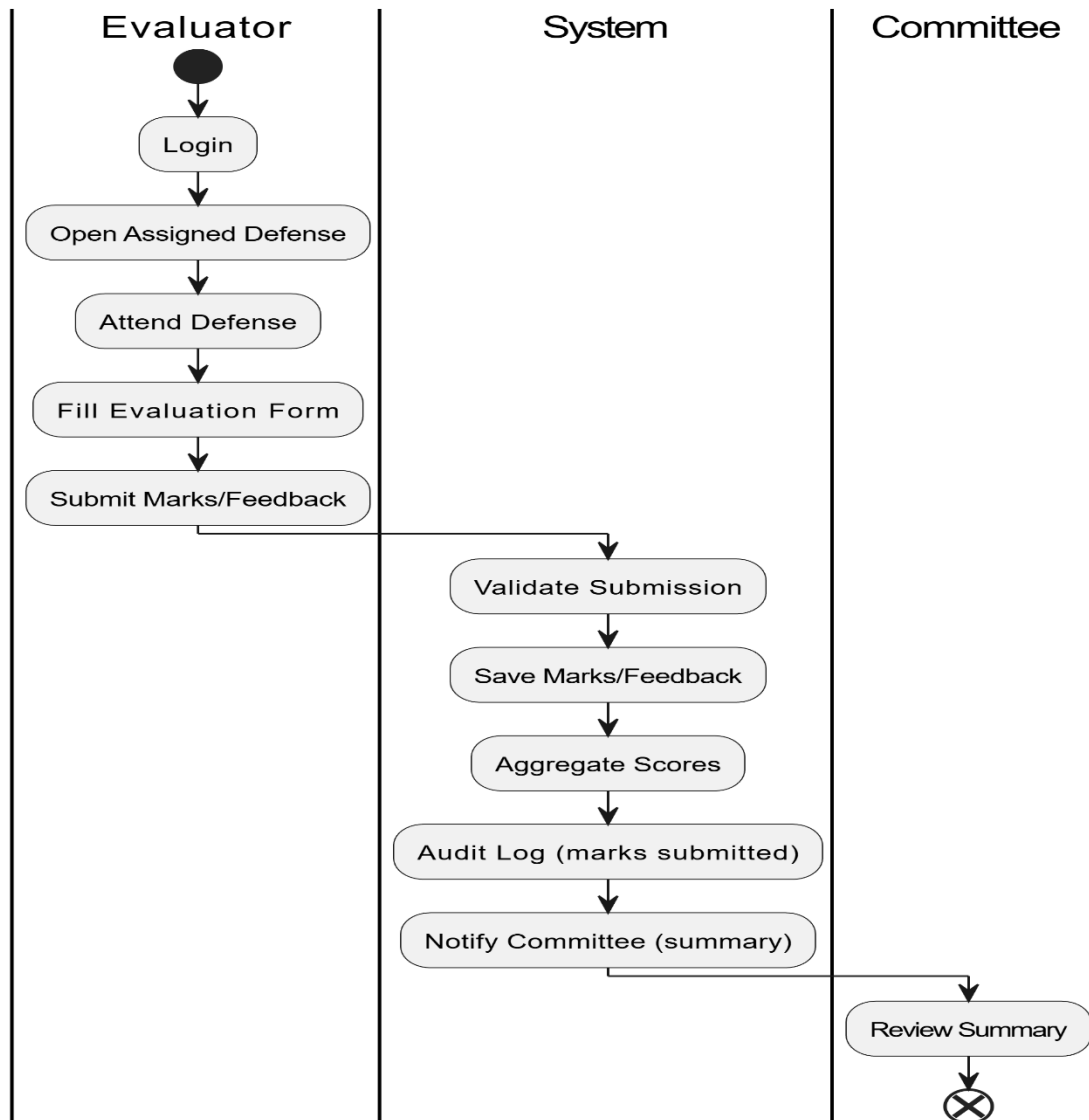 Evaluator
System
Committee
Login
Open Assigned Defense
Attend Defense
Fill Evaluation Form
Submit Marks/Feedback
Validate Submission
Save Marks/Feedback
Aggregate Scores
Audit Log (marks submitted)
Notify Committee (summary)
Review Summary